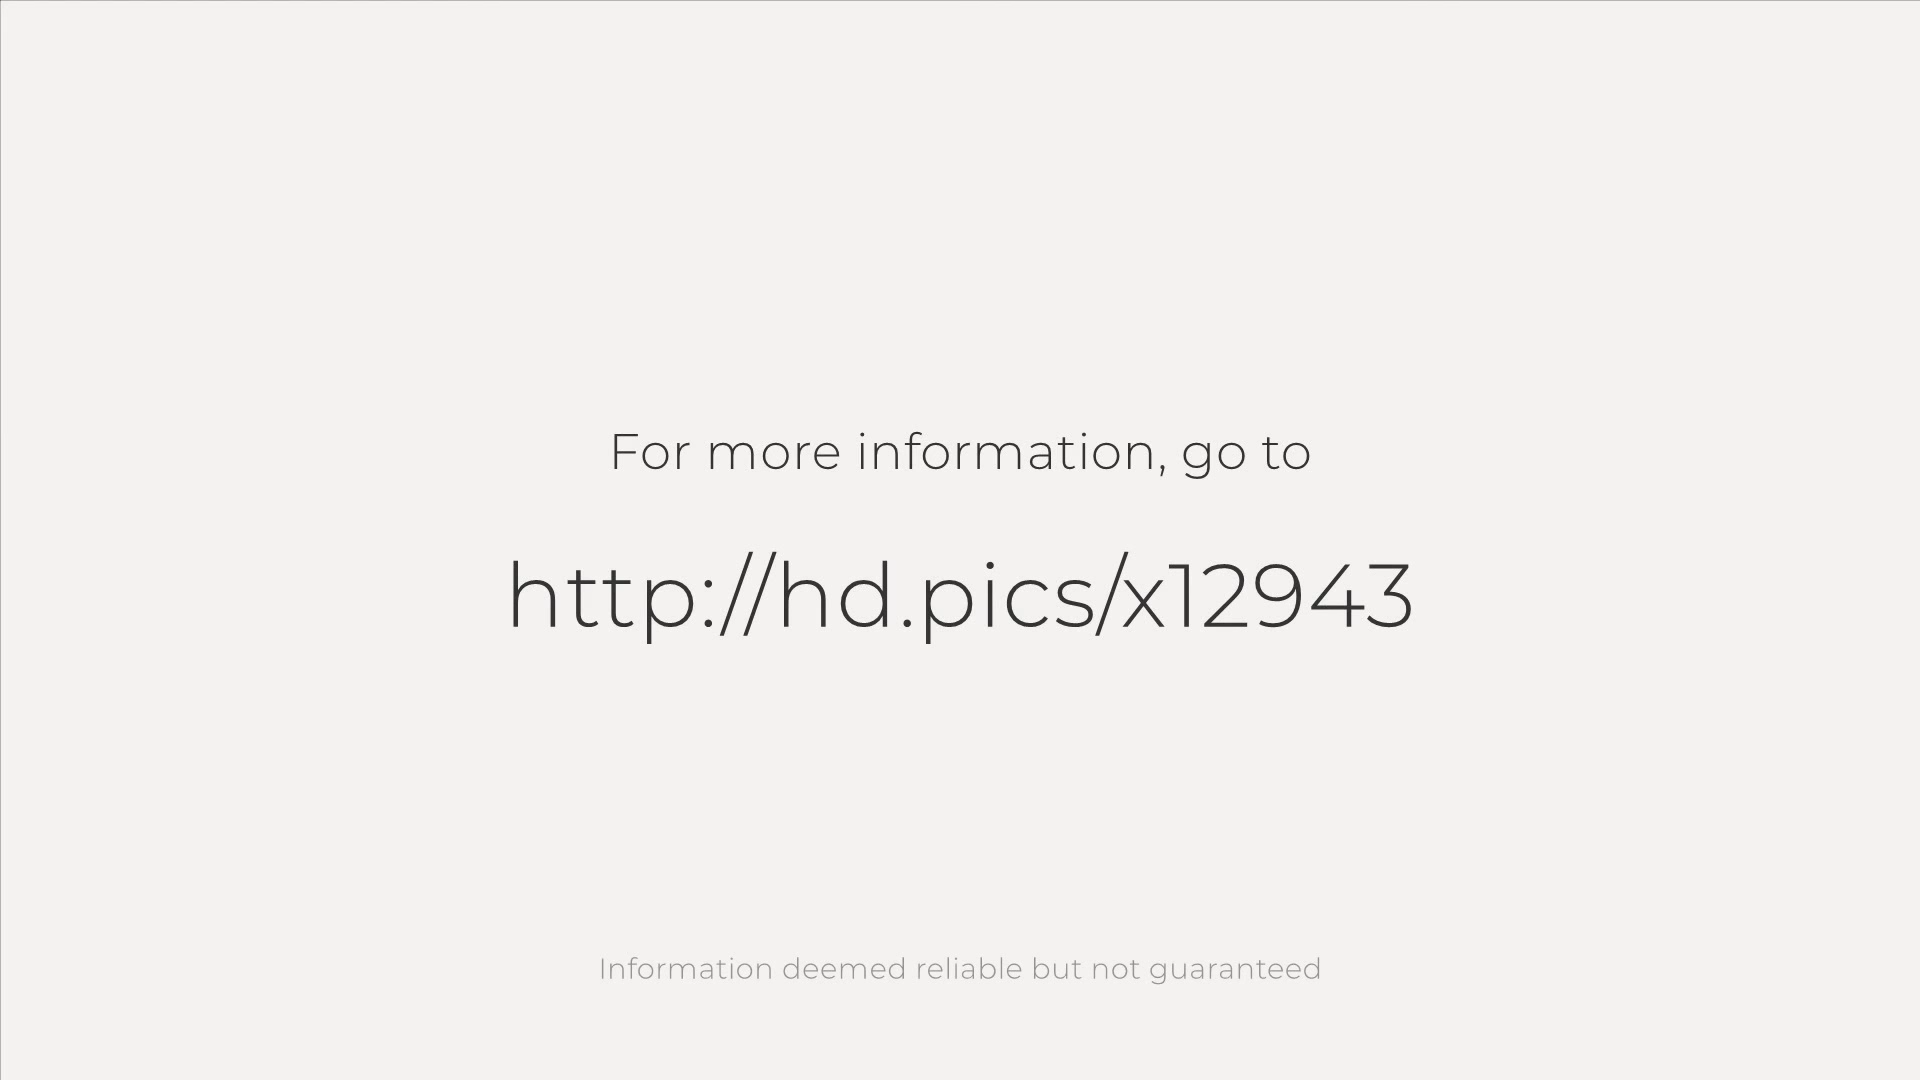 For more information, go to
http://hd.pics/x12943
Information deemed reliable but not guaranteed